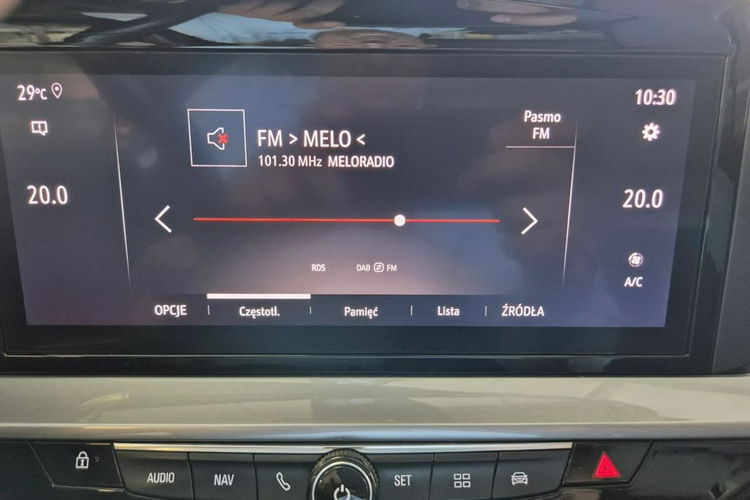 29°C
10:30
Pasmo
FM
FM > MELO <
101.30 MHz MELORADIO
20.0
20.0
RDS DAB FM
A/C
OPCJE Częstotl. Pamięć Lista ŹRÓDŁA
AUDIO NAV SET